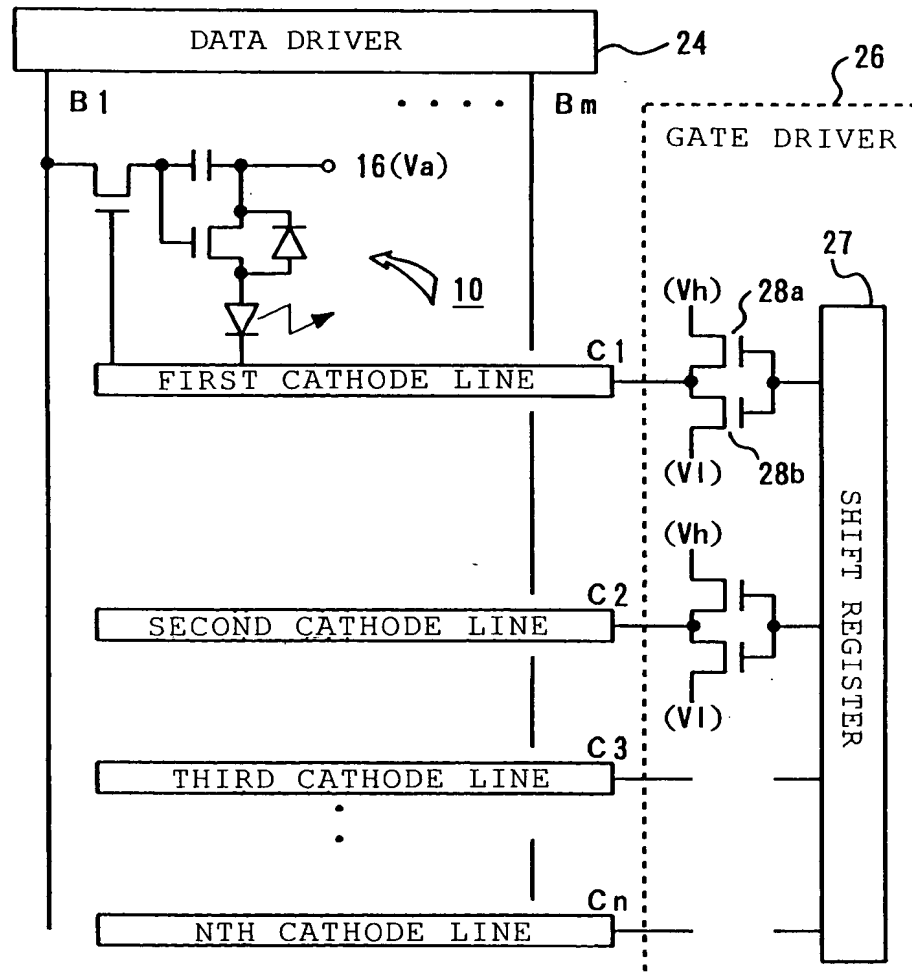 DATA DRIVER
24
26
B1
. . . .
Bm
GATE DRIVER
16(Va)
10
27
(Vh)
28a
C1
FIRST CATHODE LINE
(Vl)
28b
(Vh)
C2
SECOND CATHODE LINE
(Vl)
C3
THIRD CATHODE LINE
Cn
NTH CATHODE LINE
SHIFT REGISTER